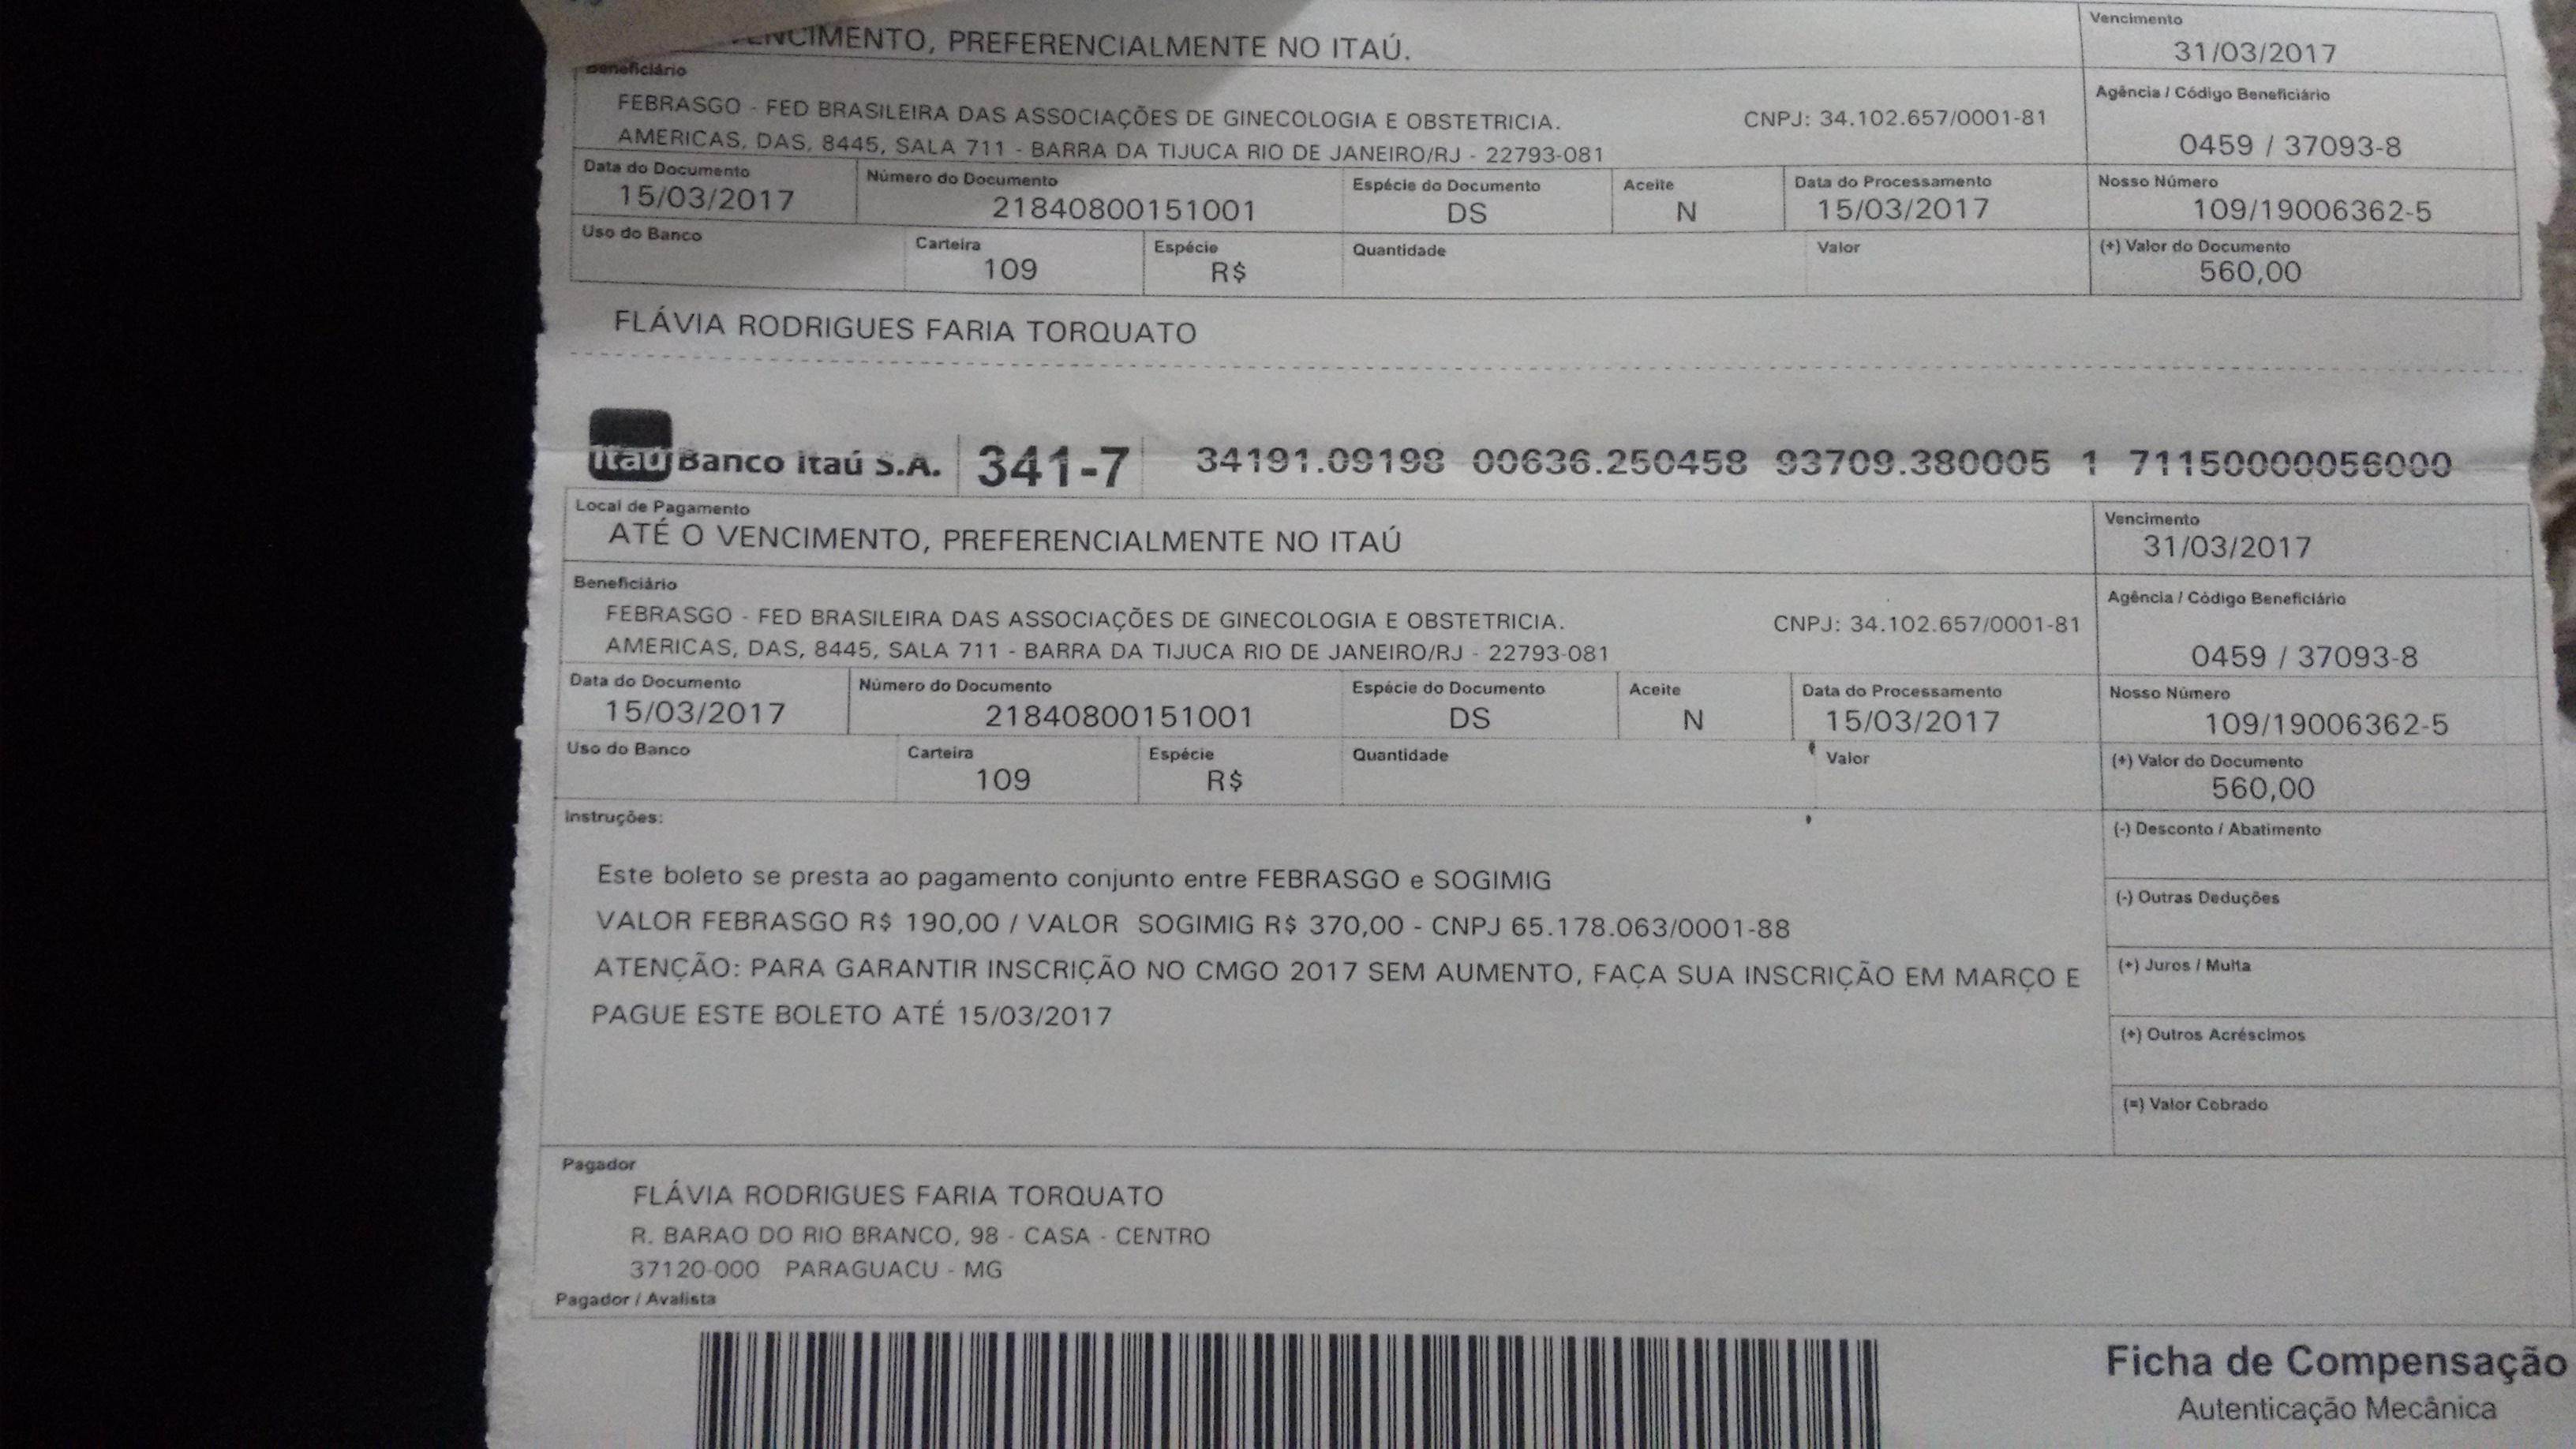 VENCIMENTO, PREFERENCIALMENTE NO ITAÚ.
Vencimento
31/03/2017
Beneficiário
FEBRASGO - FED BRASILEIRA DAS ASSOCIAÇÕES DE GINECOLOGIA E OBSTETRICIA. CNPJ: 34.102.657/0001-81
AMERICAS, DAS, 8445, SALA 711 - BARRA DA TIJUCA RIO DE JANEIRO/RJ - 22793-081
Agência / Código Beneficiário
0459 / 37093-8
Data do Documento Número do Documento Espécie do Documento Aceite Data do Processamento Nosso Número
15/03/2017 21840800151001 DS N 15/03/2017 109/19006362-5
Uso do Banco Carteira Espécie Quantidade Valor (+) Valor do Documento
109 R$ 560,00
FLÁVIA RODRIGUES FARIA TORQUATO
itaú Banco Itaú S.A. 341-7 34191.09198 00636.250458 93709.380005 1 71150000056000
Local de Pagamento Vencimento
ATÉ O VENCIMENTO, PREFERENCIALMENTE NO ITAÚ 31/03/2017
Beneficiário Agência / Código Beneficiário
FEBRASGO - FED BRASILEIRA DAS ASSOCIAÇÕES DE GINECOLOGIA E OBSTETRICIA. CNPJ: 34.102.657/0001-81
AMERICAS, DAS, 8445, SALA 711 - BARRA DA TIJUCA RIO DE JANEIRO/RJ - 22793-081 0459 / 37093-8
Data do Documento Número do Documento Espécie do Documento Aceite Data do Processamento Nosso Número
15/03/2017 21840800151001 DS N 15/03/2017 109/19006362-5
Uso do Banco Carteira Espécie Quantidade Valor (+) Valor do Documento
109 R$ 560,00
Instruções:
(-) Desconto / Abatimento
Este boleto se presta ao pagamento conjunto entre FEBRASGO e SOGIMIG
(-) Outras Deduções
VALOR FEBRASGO R$ 190,00 / VALOR SOGIMIG R$ 370,00 - CNPJ 65.178.063/0001-88
ATENÇÃO: PARA GARANTIR INSCRIÇÃO NO CMGO 2017 SEM AUMENTO, FAÇA SUA INSCRIÇÃO EM MARÇO E
(+) Juros / Multa
PAGUE ESTE BOLETO ATÉ 15/03/2017
(+) Outros Acréscimos
(=) Valor Cobrado
Pagador
FLÁVIA RODRIGUES FARIA TORQUATO
R. BARAO DO RIO BRANCO, 98 - CASA - CENTRO
37120-000 PARAGUACU - MG
Pagador / Avalista
Ficha de Compensação
Autenticação Mecânica